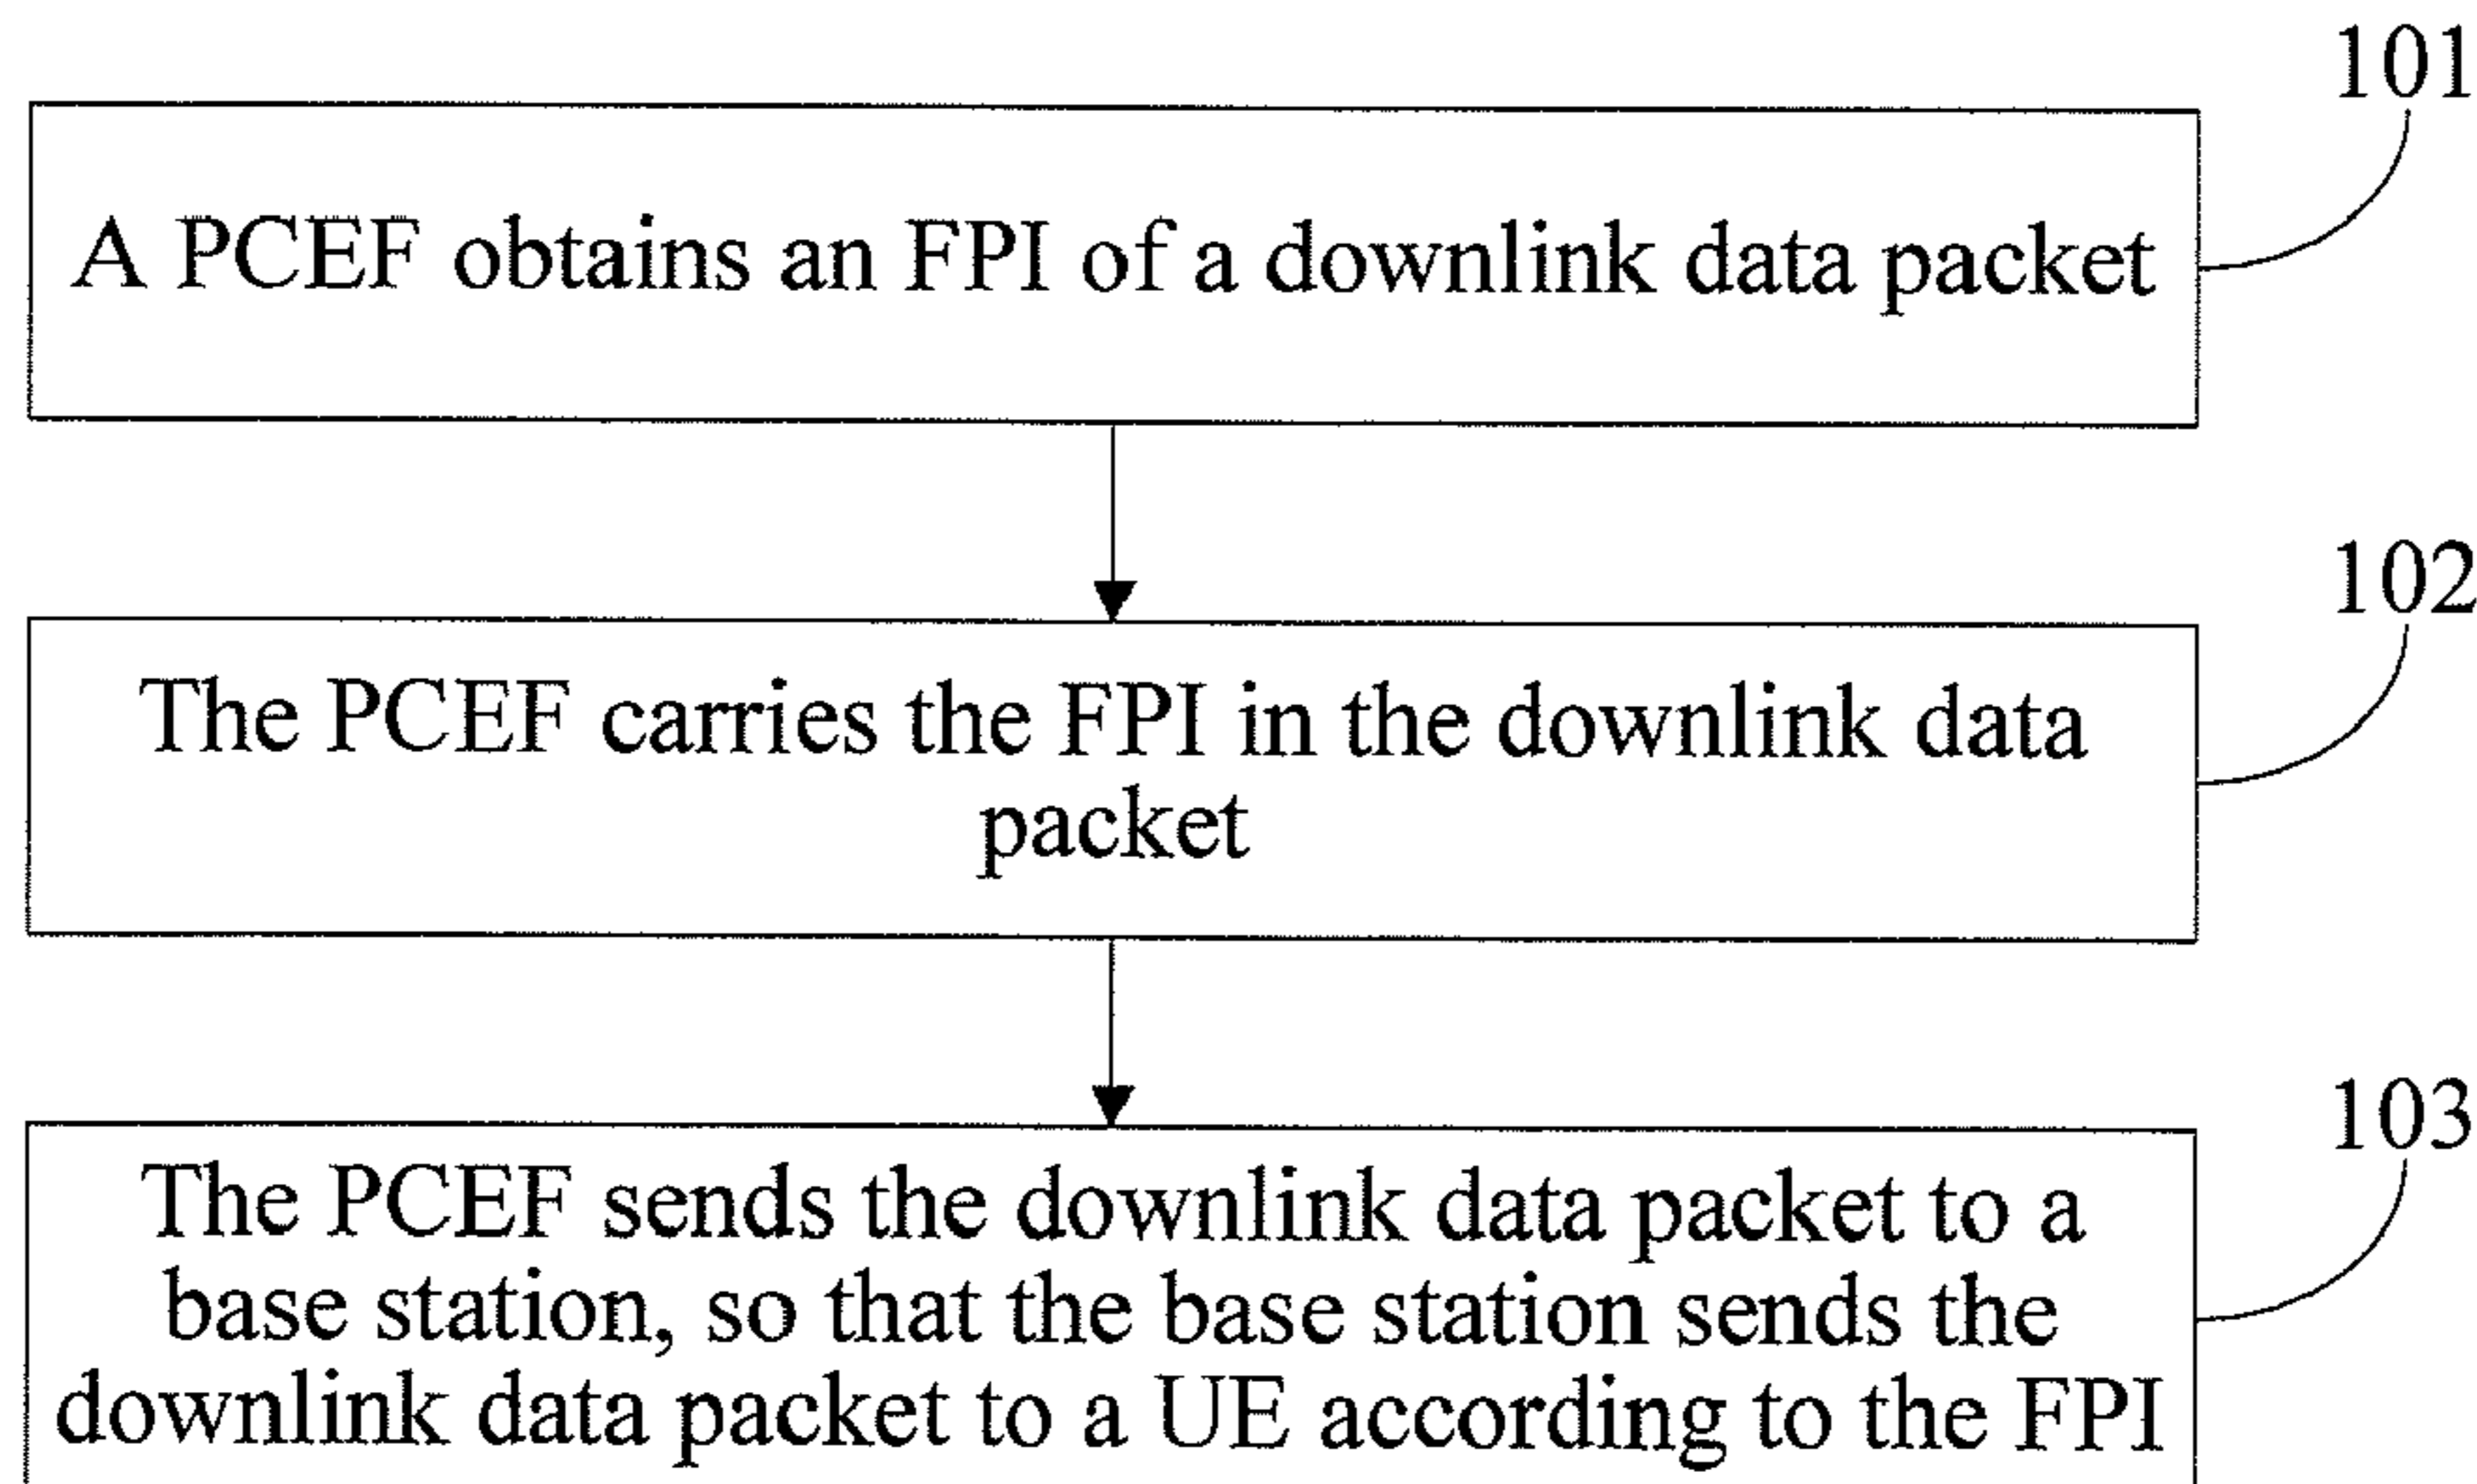 101
A PCEF obtains an FPI of a downlink data packet
102
The PCEF carries the FPI in the downlink data
packet
103
The PCEF sends the downlink data packet to a
base station, so that the base station sends the
downlink data packet to a UE according to the FPI